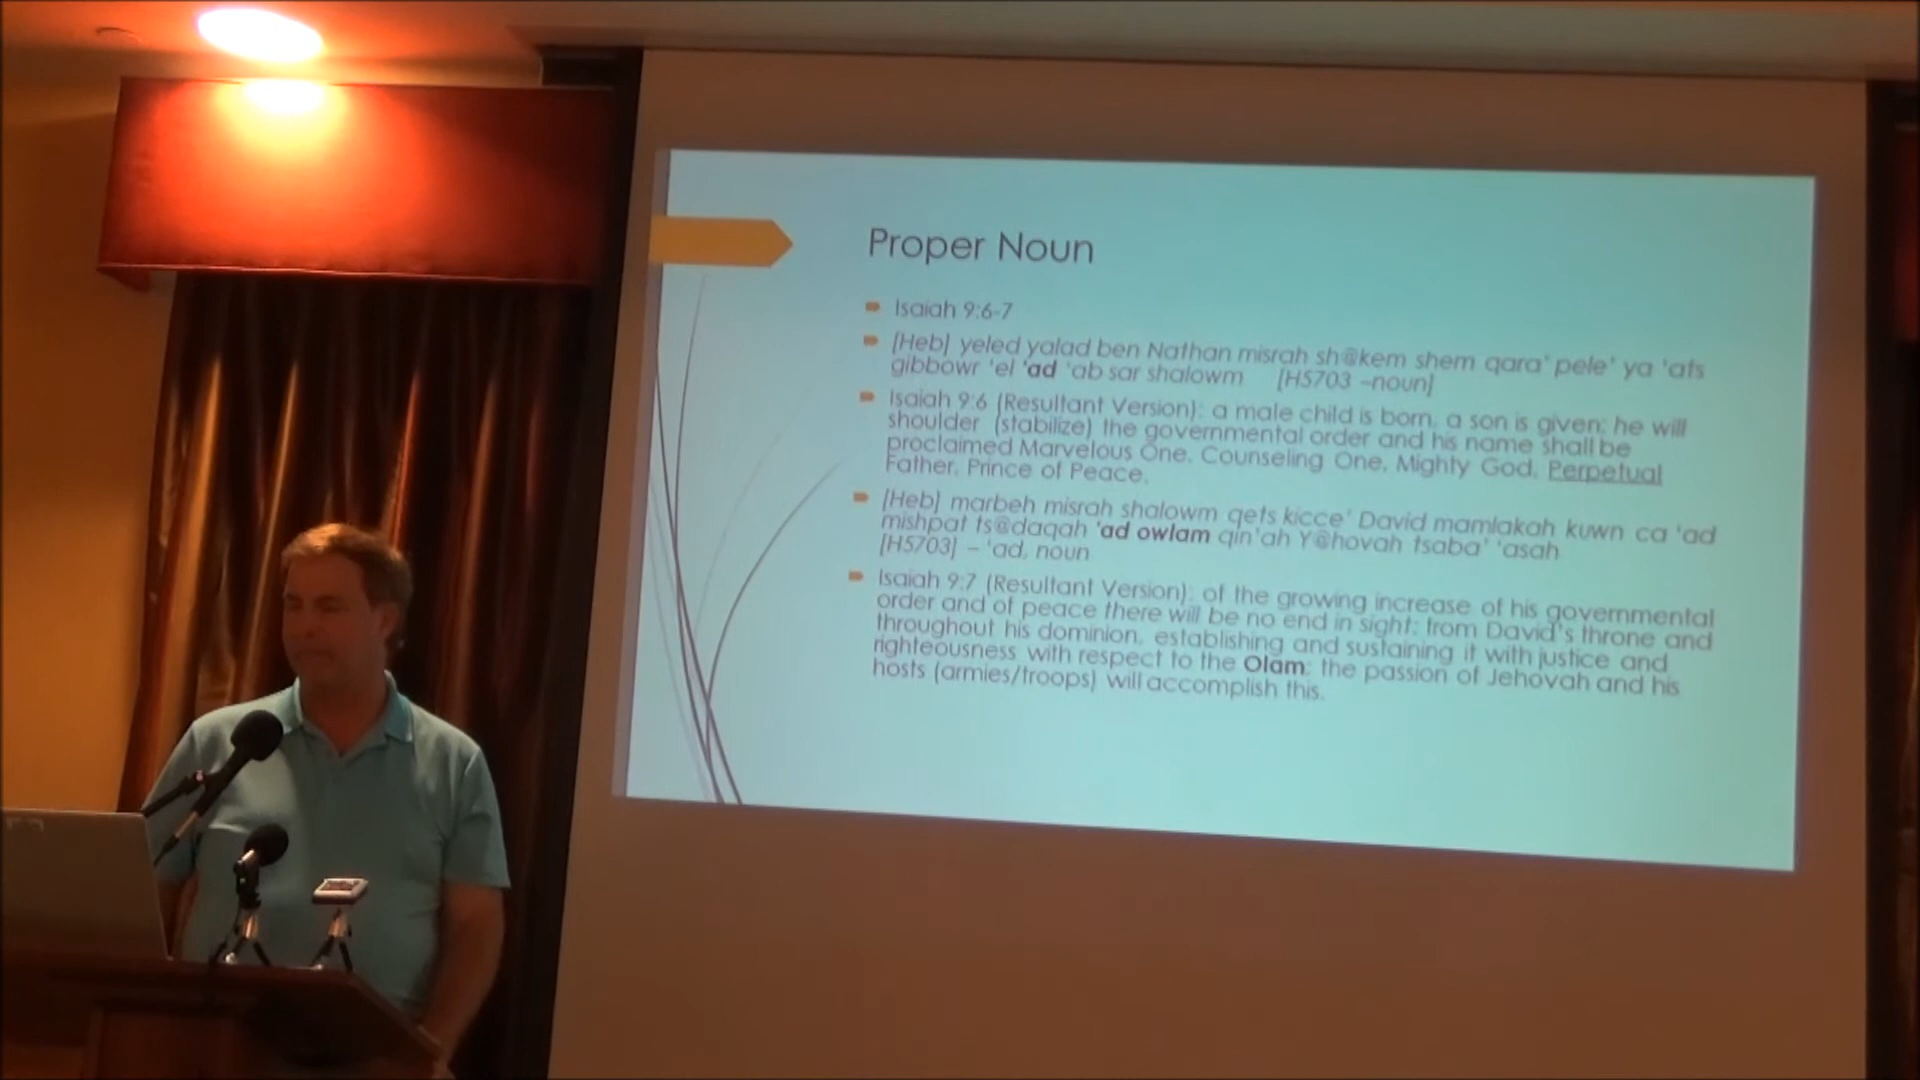 Proper Noun
Isaiah 9:6-7
[Heb] yeled yalad ben Nathan misrah sh@kem shem qara' pele' ya 'ats
gibbowr 'el 'ad 'ab sar shalowm [H5703 –noun]
Isaiah 9:6 (Resultant Version): a male child is born, a son is given; he will
shoulder (stabilize) the governmental order and his name shall be
proclaimed Marvelous One, Counseling One, Mighty God, Perpetual
Father, Prince of Peace.
[Heb] marbeh misrah shalowm qets kicce' David mamlakah kuwn ca 'ad
mishpat ts@daqah 'ad owlam qin'ah Y@hovah tsaba' 'asah
[H5703] – 'ad, noun
Isaiah 9:7 (Resultant Version): of the growing increase of his governmental
order and of peace there will be no end in sight; from David's throne and
throughout his dominion, establishing and sustaining it with justice and
righteousness with respect to the Olam; the passion of Jehovah and his
hosts (armies/troops) will accomplish this.